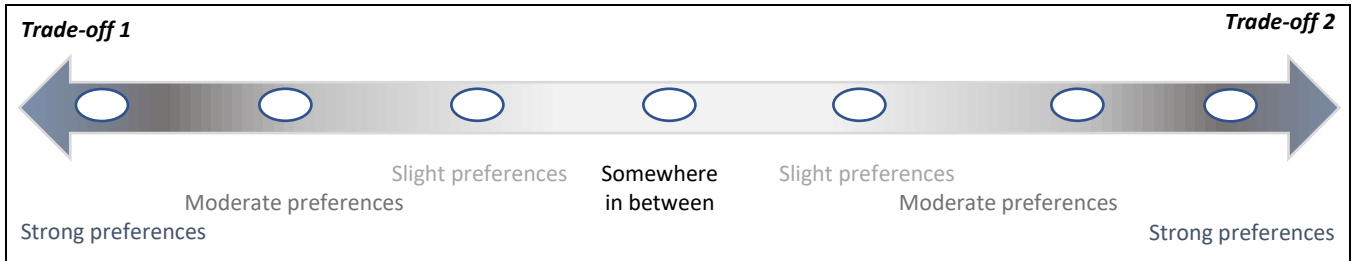 Trade-off 1
Trade-off 2
Slight preferences
Somewhere
in between
Slight preferences
Moderate preferences
Moderate preferences
Strong preferences
Strong preferences